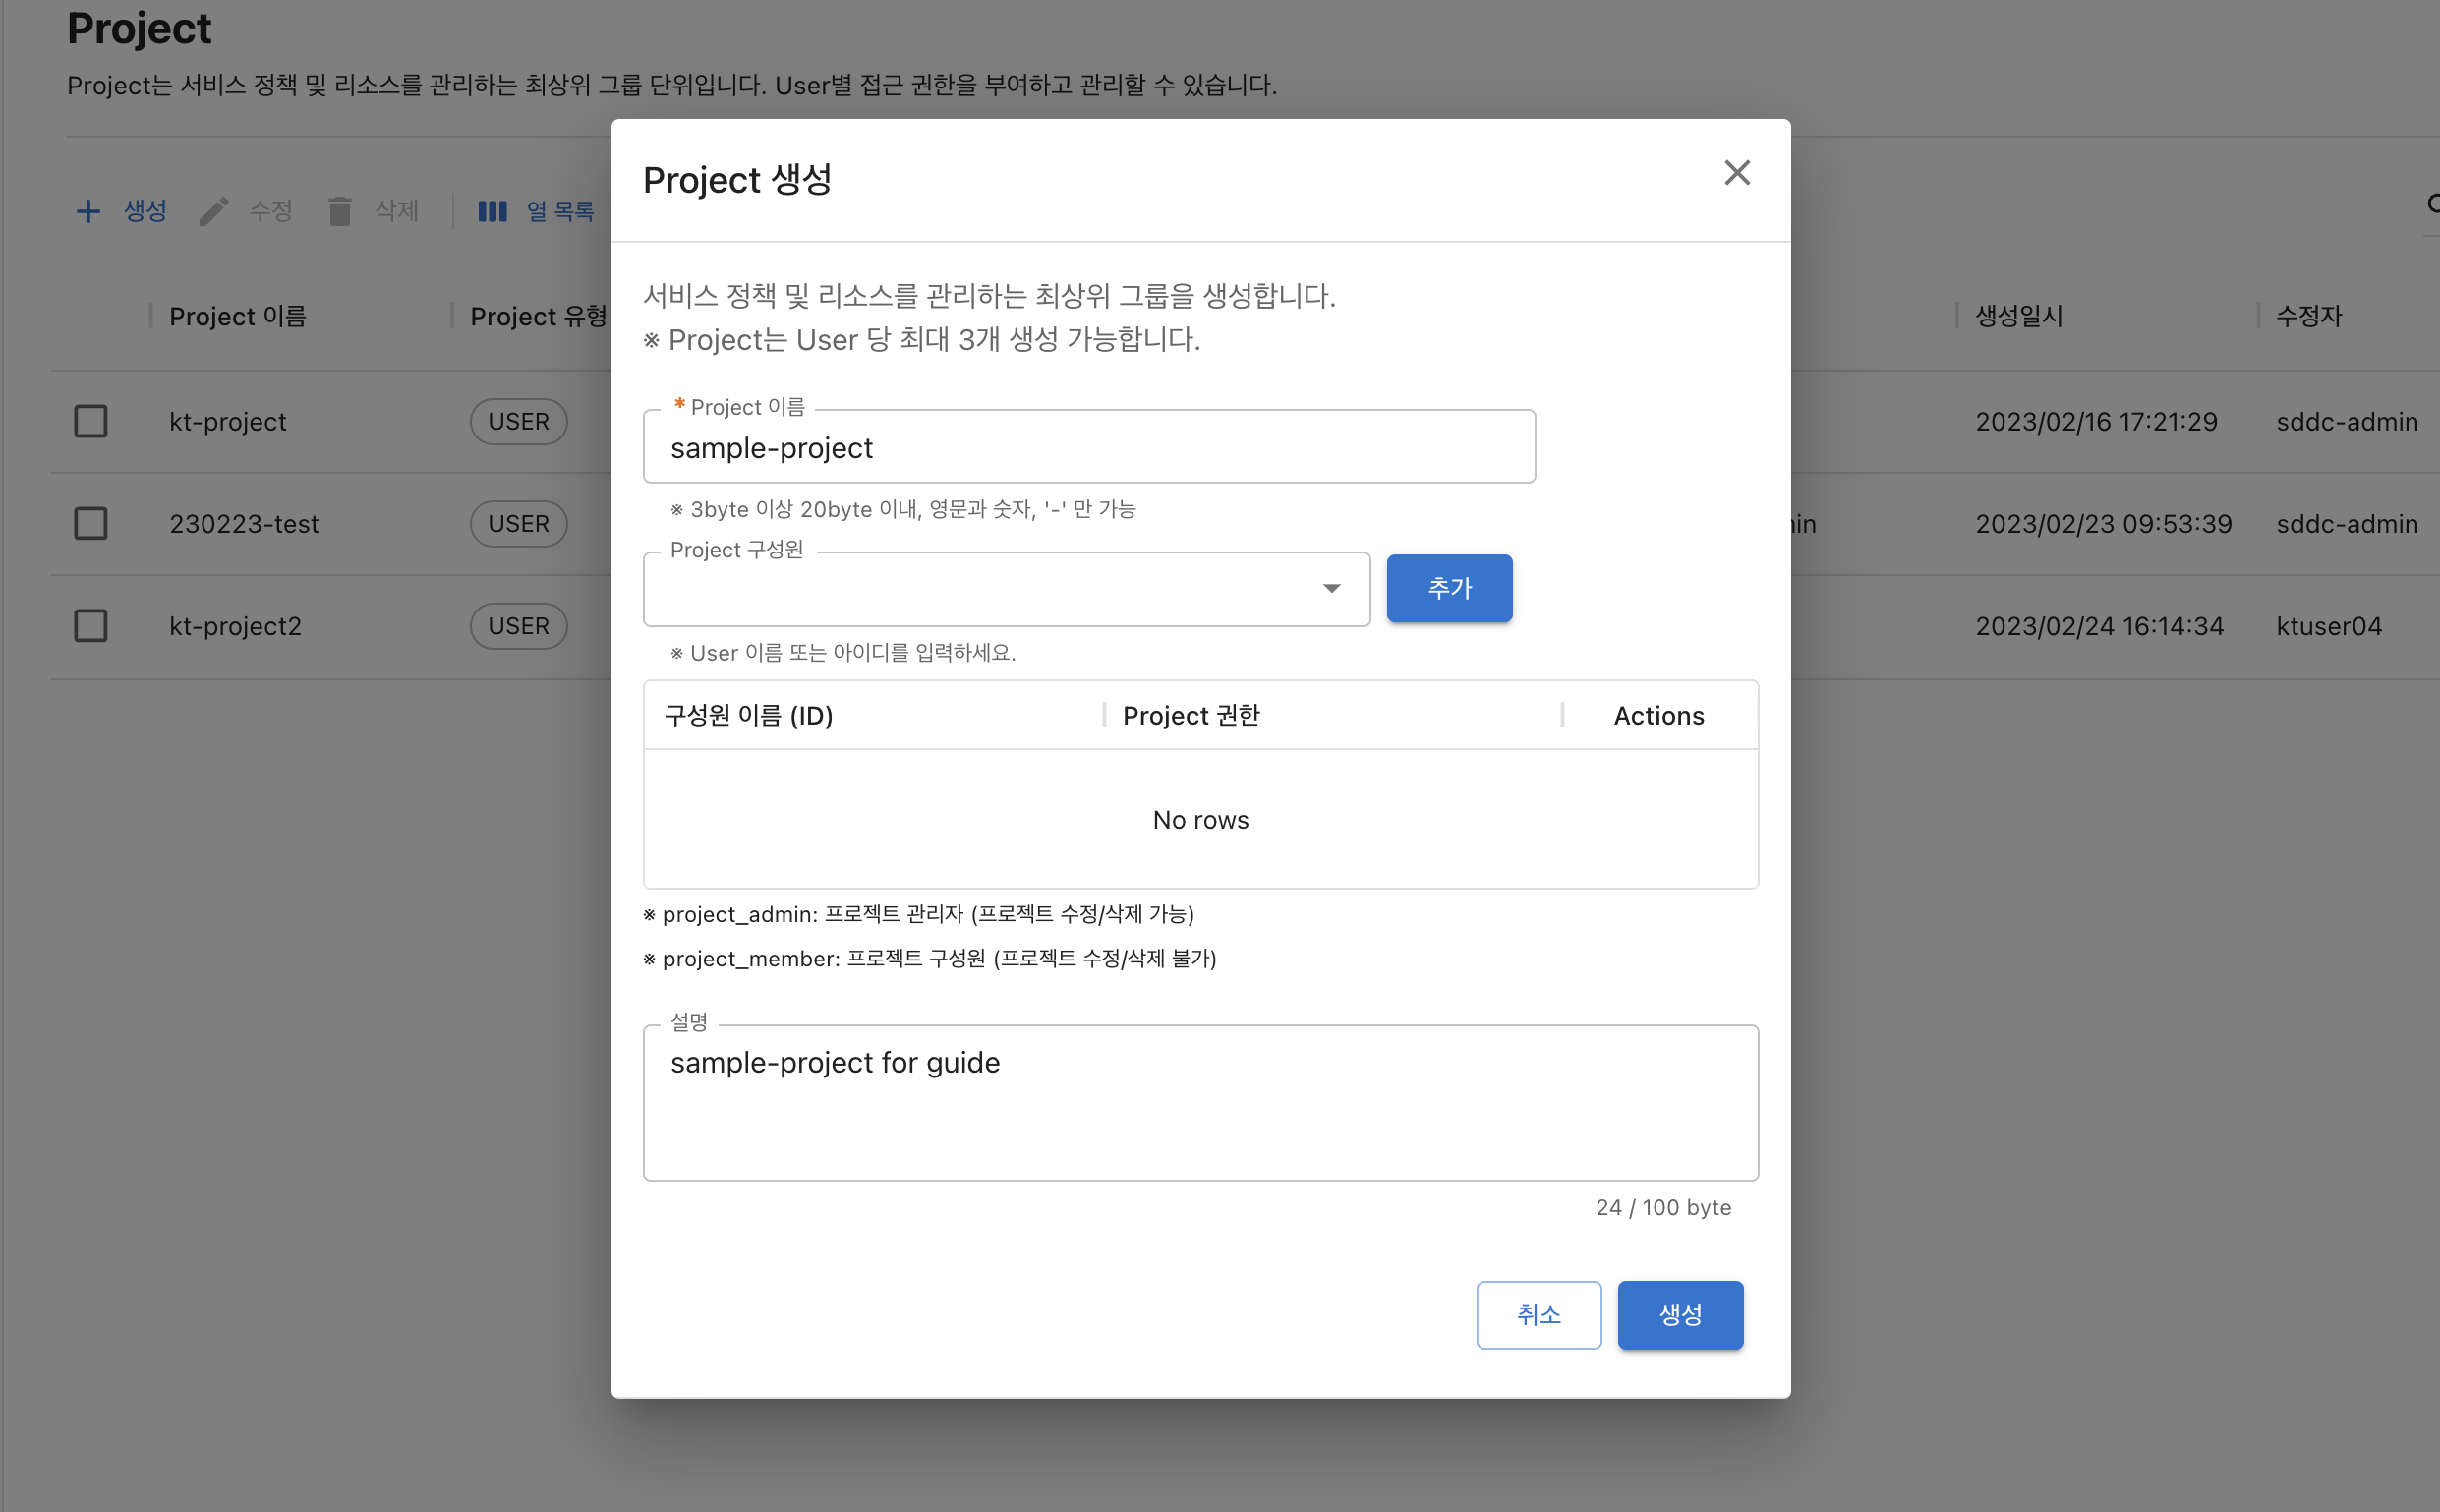 Project
Project는 서비스 정책 및 리소스를 관리하는 최상위 그룹 단위입니다. User별 접근 권한을 부여하고 관리할 수 있습니다.
생성 수정 삭제 열 목록
Project 이름 Project 유형 생성일시 수정자
kt-project USER 2023/02/16 17:21:29 sddc-admin
230223-test USER 2023/02/23 09:53:39 sddc-admin
kt-project2 USER 2023/02/24 16:14:34 ktuser04
Project 생성
서비스 정책 및 리소스를 관리하는 최상위 그룹을 생성합니다.
※ Project는 User 당 최대 3개 생성 가능합니다.
* Project 이름
sample-project
※ 3byte 이상 20byte 이내, 영문과 숫자, '-' 만 가능
Project 구성원
추가
※ User 이름 또는 아이디를 입력하세요.
구성원 이름 (ID) Project 권한 Actions
No rows
※ project_admin: 프로젝트 관리자 (프로젝트 수정/삭제 가능)
※ project_member: 프로젝트 구성원 (프로젝트 수정/삭제 불가)
설명
sample-project for guide
24 / 100 byte
취소 생성